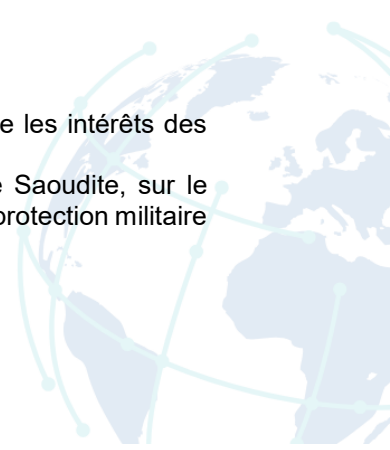 e les intérêts des
e Saoudite, sur le
protection militaire